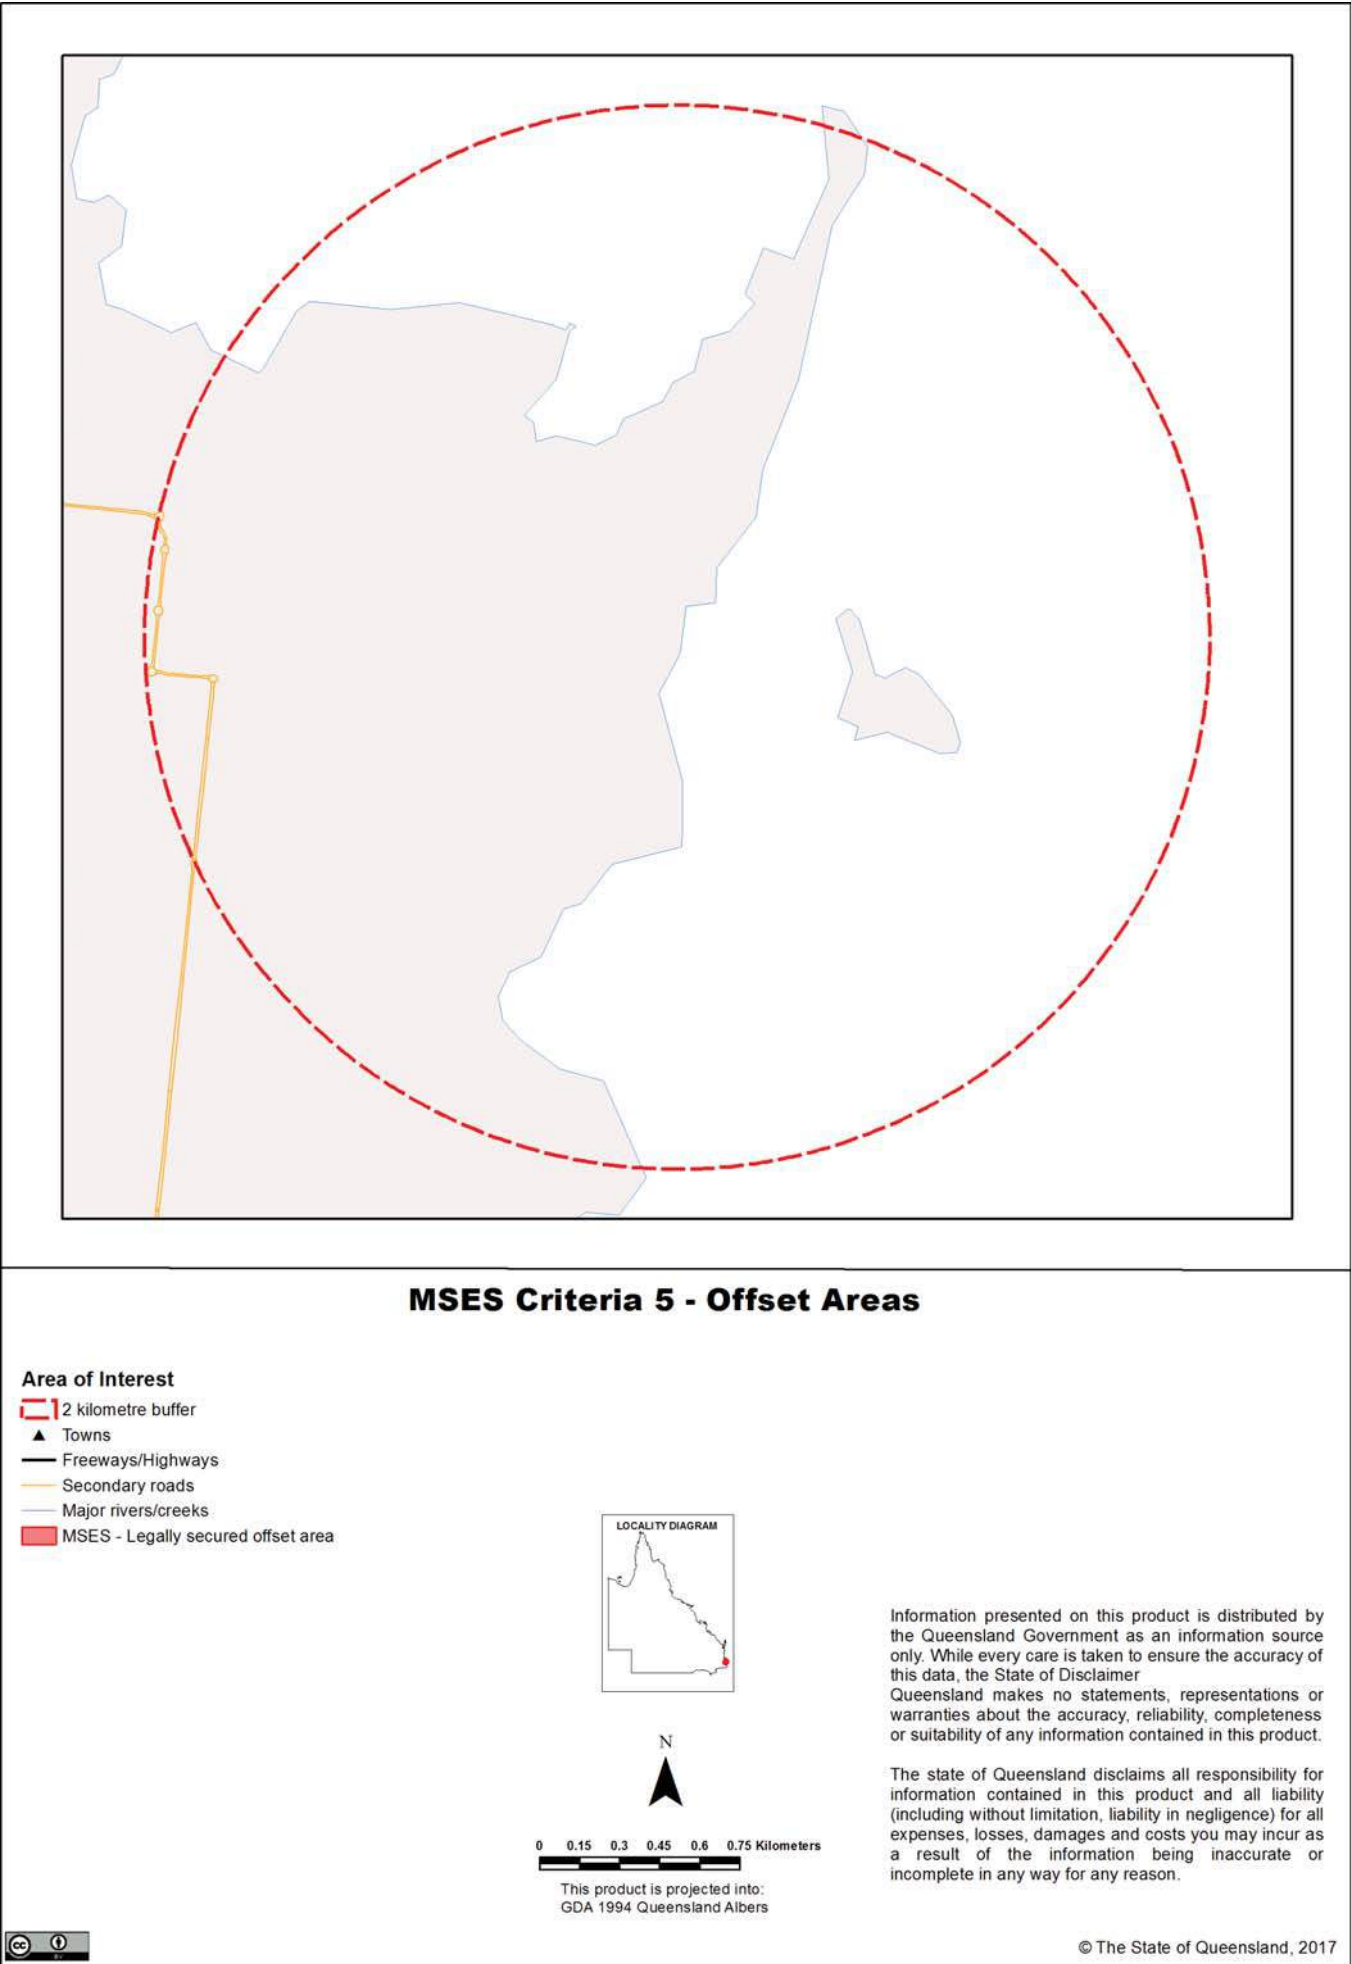 MSES Criteria 5 - Offset Areas
Area of Interest
2 kilometre buffer
Towns
Freeways/Highways
Secondary roads
Major rivers/creeks
MSES - Legally secured offset area
LOCALITY DIAGRAM
N
0 0.15 0.3 0.45 0.6 0.75 Kilometers
This product is projected into:
GDA 1994 Queensland Albers
Information presented on this product is distributed by
the Queensland Government as an information source
only. While every care is taken to ensure the accuracy of
this data, the State of Disclaimer
Queensland makes no statements, representations or
warranties about the accuracy, reliability, completeness
or suitability of any information contained in this product.
The state of Queensland disclaims all responsibility for
information contained in this product and all liability
(including without limitation, liability in negligence) for all
expenses, losses, damages and costs you may incur as
a result of the information being inaccurate or
incomplete in any way for any reason.
cc
BY
© The State of Queensland, 2017